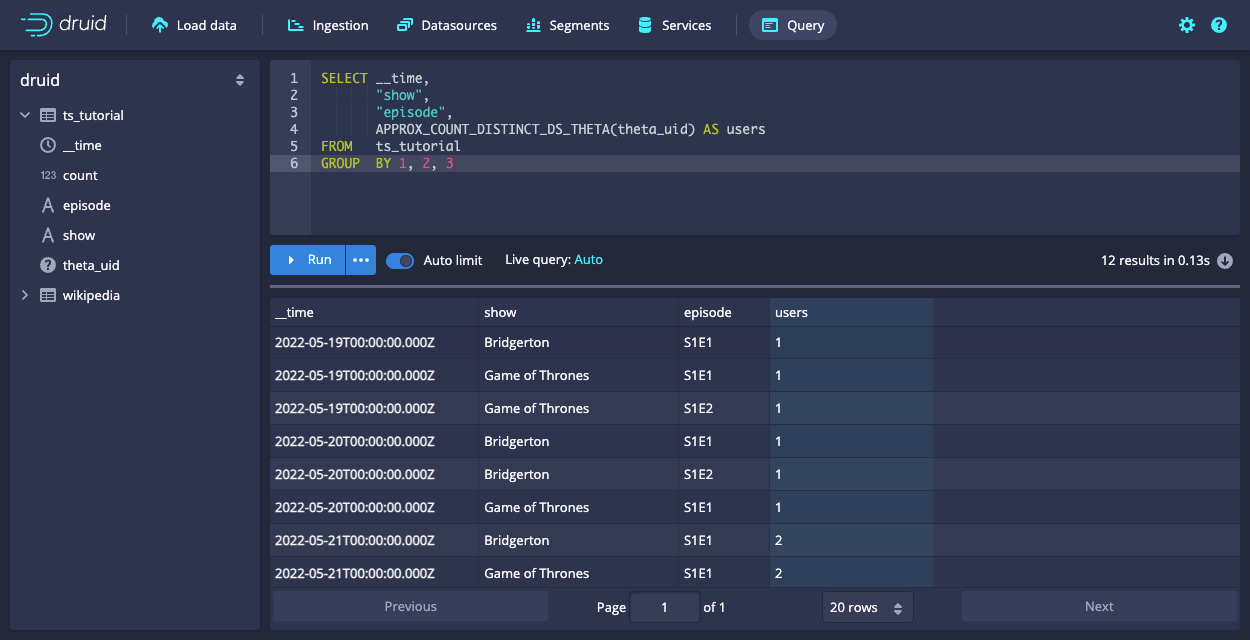 druid Load data Ingestion Datasources Segments Services Query
druid
ts_tutorial
__time
123 count
episode
show
theta_uid
wikipedia
1 SELECT __time,
2 "show",
3 "episode",
4 APPROX_COUNT_DISTINCT_DS_THETA(theta_uid) AS users
5 FROM ts_tutorial
6 GROUP BY 1, 2, 3
Run ••• Auto limit Live query: Auto 12 results in 0.13s
__time show episode users
2022-05-19T00:00:00.000Z Bridgerton S1E1 1
2022-05-19T00:00:00.000Z Game of Thrones S1E1 1
2022-05-19T00:00:00.000Z Game of Thrones S1E2 1
2022-05-20T00:00:00.000Z Bridgerton S1E1 1
2022-05-20T00:00:00.000Z Bridgerton S1E2 1
2022-05-20T00:00:00.000Z Game of Thrones S1E1 1
2022-05-21T00:00:00.000Z Bridgerton S1E1 2
2022-05-21T00:00:00.000Z Game of Thrones S1E1 2
Previous Page 1 of 1 20 rows Next